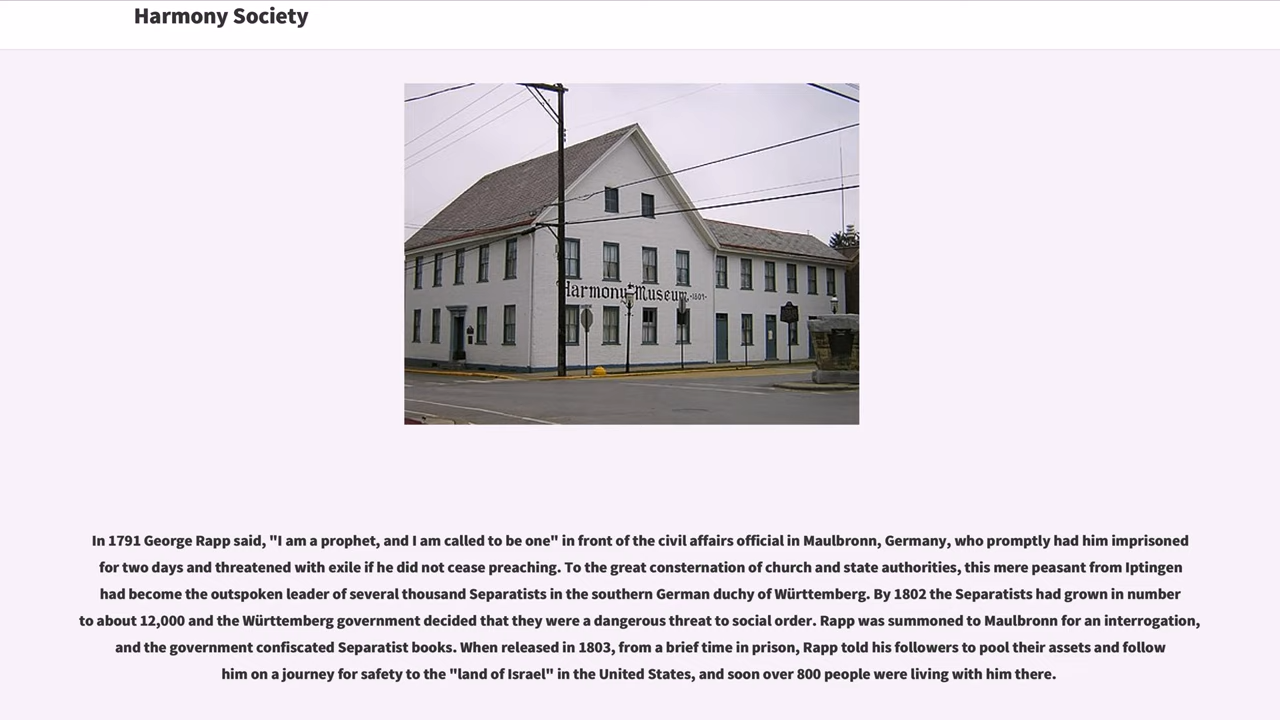 Harmony Society
Harmony Museum -1809-
In 1791 George Rapp said, "I am a prophet, and I am called to be one" in front of the civil affairs official in Maulbronn, Germany, who promptly had him imprisoned
for two days and threatened with exile if he did not cease preaching. To the great consternation of church and state authorities, this mere peasant from Iptingen
had become the outspoken leader of several thousand Separatists in the southern German duchy of Württemberg. By 1802 the Separatists had grown in number
to about 12,000 and the Württemberg government decided that they were a dangerous threat to social order. Rapp was summoned to Maulbronn for an interrogation,
and the government confiscated Separatist books. When released in 1803, from a brief time in prison, Rapp told his followers to pool their assets and follow
him on a journey for safety to the "land of Israel" in the United States, and soon over 800 people were living with him there.